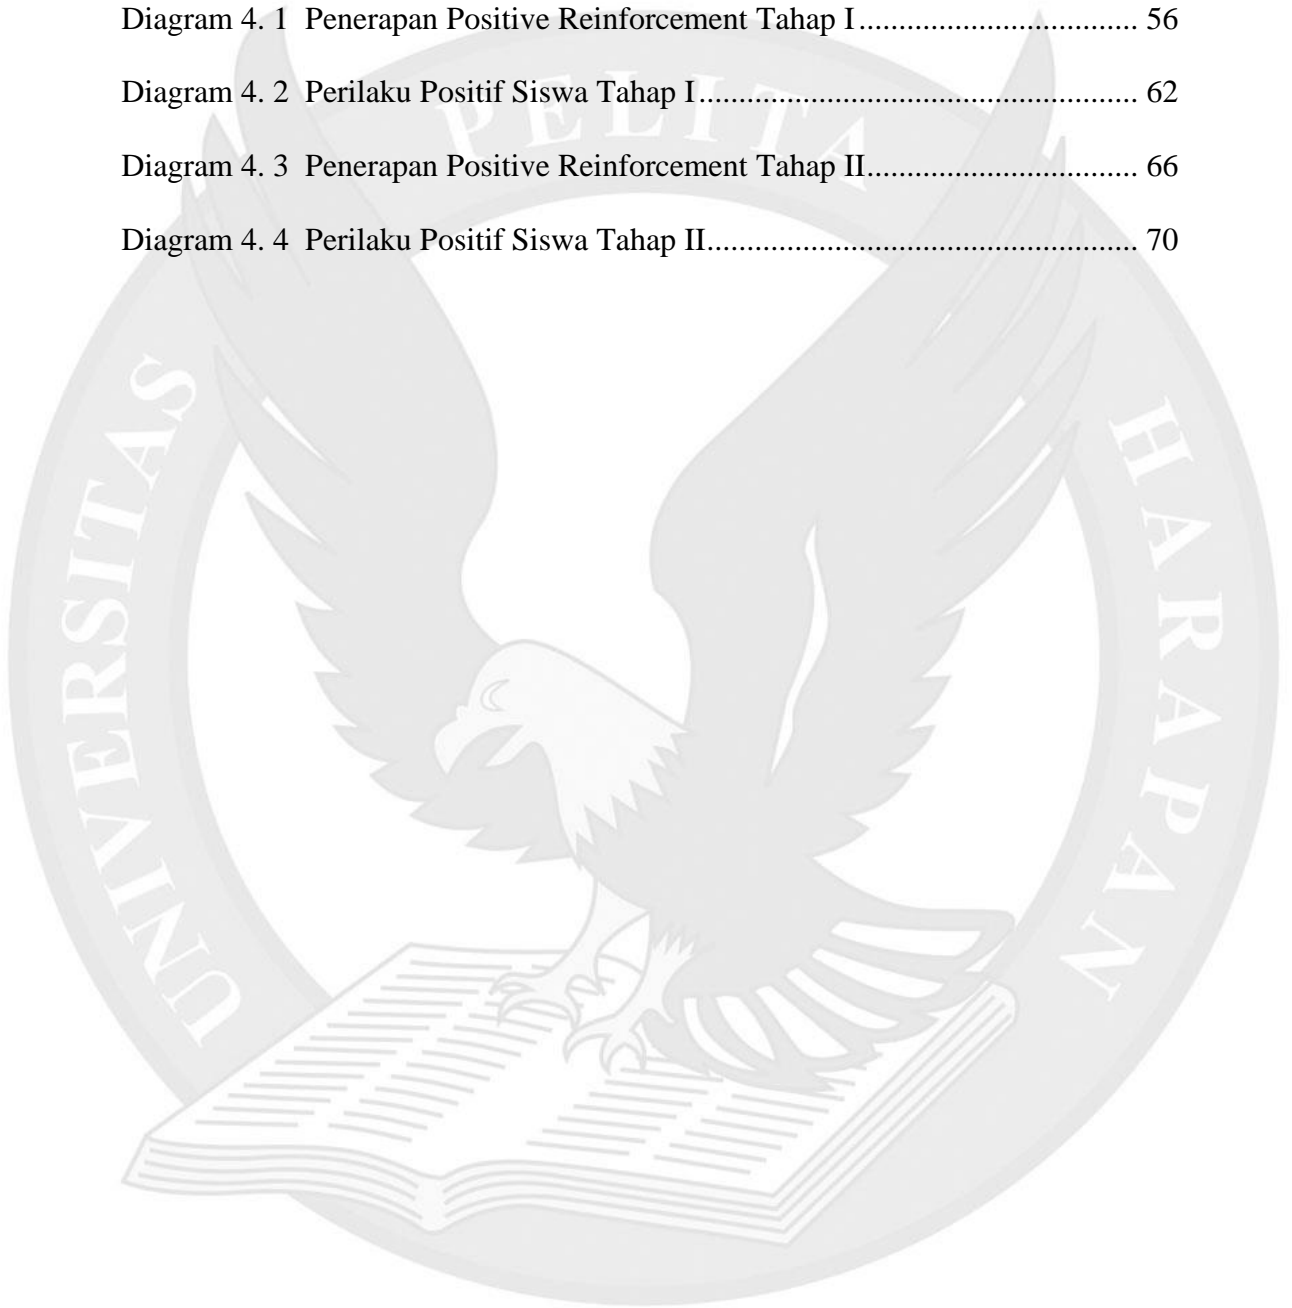 Diagram 4. 1 Penerapan Positive Reinforcement Tahap I.................................. 56
Diagram 4. 2 Perilaku Positif Siswa Tahap I...................................................... 62
Diagram 4. 3 Penerapan Positive Reinforcement Tahap II................................. 66
Diagram 4. 4 Perilaku Positif Siswa Tahap II..................................................... 70
UNIVERSITAS PELITA HARAPAN